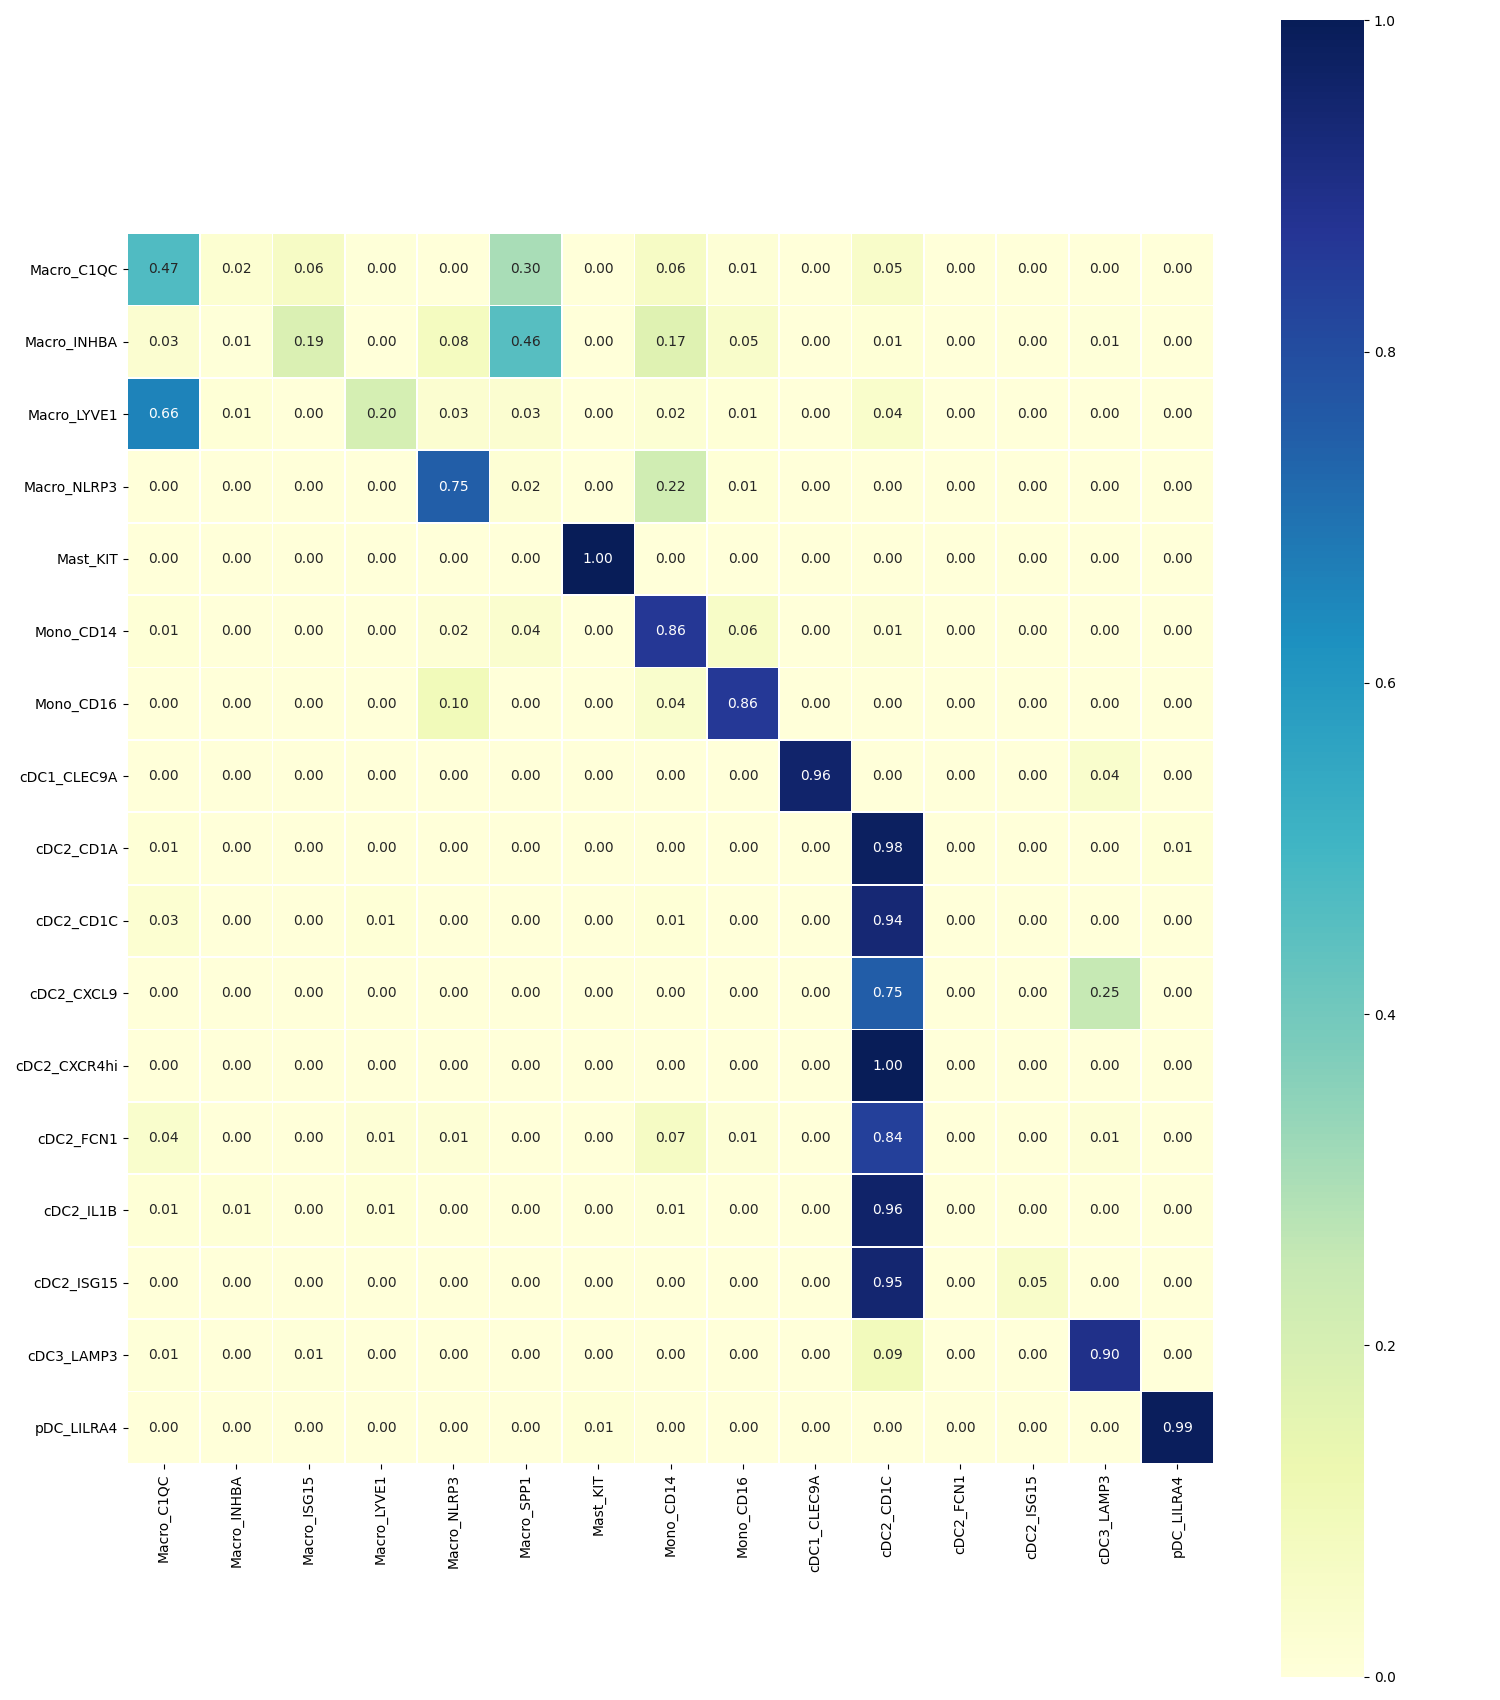 1.0
Macro_C1QC 0.47 0.02 0.06 0.00 0.00 0.30 0.00 0.06 0.01 0.00 0.05 0.00 0.00 0.00 0.00
Macro_INHBA 0.03 0.01 0.19 0.00 0.08 0.46 0.00 0.17 0.05 0.00 0.01 0.00 0.00 0.01 0.00
0.8
Macro_LYVE1 0.66 0.01 0.00 0.20 0.03 0.03 0.00 0.02 0.01 0.00 0.04 0.00 0.00 0.00 0.00
Macro_NLRP3 0.00 0.00 0.00 0.00 0.75 0.02 0.00 0.22 0.01 0.00 0.00 0.00 0.00 0.00 0.00
Mast_KIT 0.00 0.00 0.00 0.00 0.00 0.00 1.00 0.00 0.00 0.00 0.00 0.00 0.00 0.00 0.00
Mono_CD14 0.01 0.00 0.00 0.00 0.02 0.04 0.00 0.86 0.06 0.00 0.01 0.00 0.00 0.00 0.00
0.6
Mono_CD16 0.00 0.00 0.00 0.00 0.10 0.00 0.00 0.04 0.86 0.00 0.00 0.00 0.00 0.00 0.00
cDC1_CLEC9A 0.00 0.00 0.00 0.00 0.00 0.00 0.00 0.00 0.00 0.96 0.00 0.00 0.00 0.04 0.00
cDC2_CD1A 0.01 0.00 0.00 0.00 0.00 0.00 0.00 0.00 0.00 0.00 0.98 0.00 0.00 0.00 0.01
cDC2_CD1C 0.03 0.00 0.00 0.01 0.00 0.00 0.00 0.01 0.00 0.00 0.94 0.00 0.00 0.00 0.00
cDC2_CXCL9 0.00 0.00 0.00 0.00 0.00 0.00 0.00 0.00 0.00 0.00 0.75 0.00 0.00 0.25 0.00
0.4
cDC2_CXCR4hi 0.00 0.00 0.00 0.00 0.00 0.00 0.00 0.00 0.00 0.00 1.00 0.00 0.00 0.00 0.00
cDC2_FCN1 0.04 0.00 0.00 0.01 0.01 0.00 0.00 0.07 0.01 0.00 0.84 0.00 0.00 0.01 0.00
cDC2_IL1B 0.01 0.01 0.00 0.01 0.00 0.00 0.00 0.01 0.00 0.00 0.96 0.00 0.00 0.00 0.00
cDC2_ISG15 0.00 0.00 0.00 0.00 0.00 0.00 0.00 0.00 0.00 0.00 0.95 0.00 0.05 0.00 0.00
0.2
cDC3_LAMP3 0.01 0.00 0.01 0.00 0.00 0.00 0.00 0.00 0.00 0.00 0.09 0.00 0.00 0.90 0.00
pDC_LILRA4 0.00 0.00 0.00 0.00 0.00 0.00 0.01 0.00 0.00 0.00 0.00 0.00 0.00 0.00 0.99
Macro_C1QC
Macro_INHBA
Macro_ISG15
Macro_LYVE1
Macro_NLRP3
Macro_SPP1
Mast_KIT
Mono_CD14
Mono_CD16
cDC1_CLEC9A
cDC2_CD1C
cDC2_FCN1
cDC2_ISG15
cDC3_LAMP3
pDC_LILRA4
0.0